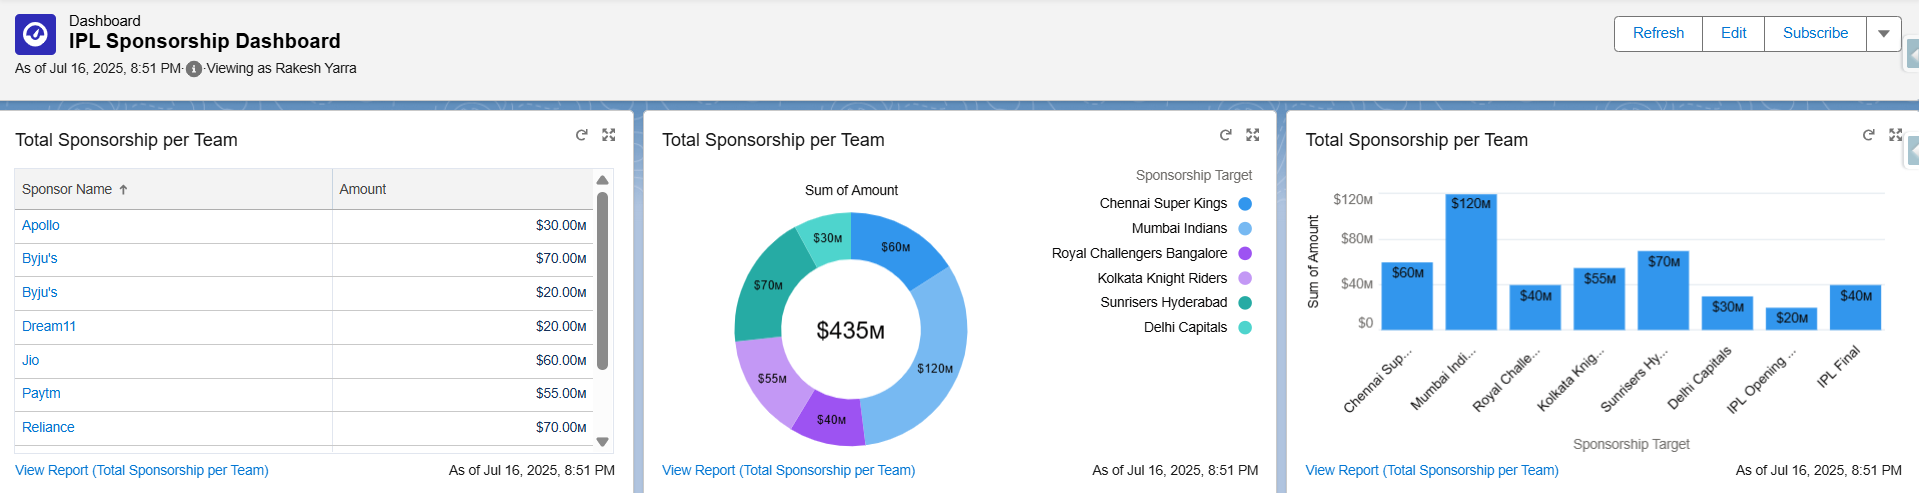 Dashboard
IPL Sponsorship Dashboard
As of Jul 16, 2025, 8:51 PM·Viewing as Rakesh Yarra
Refresh
Edit
Subscribe
Total Sponsorship per Team
Sponsor Name ↑ Amount
Apollo $30.00M
Byju's $70.00M
Byju's $20.00M
Dream11 $20.00M
Jio $60.00M
Paytm $55.00M
Reliance $70.00M
View Report (Total Sponsorship per Team) As of Jul 16, 2025, 8:51 PM
Total Sponsorship per Team
Sum of Amount
$60M
$120M
$40M
$55M
$70M
$30M
$435M
Sponsorship Target
Chennai Super Kings
Mumbai Indians
Royal Challengers Bangalore
Kolkata Knight Riders
Sunrisers Hyderabad
Delhi Capitals
View Report (Total Sponsorship per Team) As of Jul 16, 2025, 8:51 PM
Total Sponsorship per Team
Sum of Amount
$120M
$80M
$40M
$0
$60M
$120M
$40M
$55M
$70M
$30M
$20M
$40M
Chennai Sup...
Mumbai Indi...
Royal Challe...
Kolkata Knig...
Sunrisers Hy...
Delhi Capitals
IPL Opening ...
IPL Final
Sponsorship Target
View Report (Total Sponsorship per Team) As of Jul 16, 2025, 8:51 PM